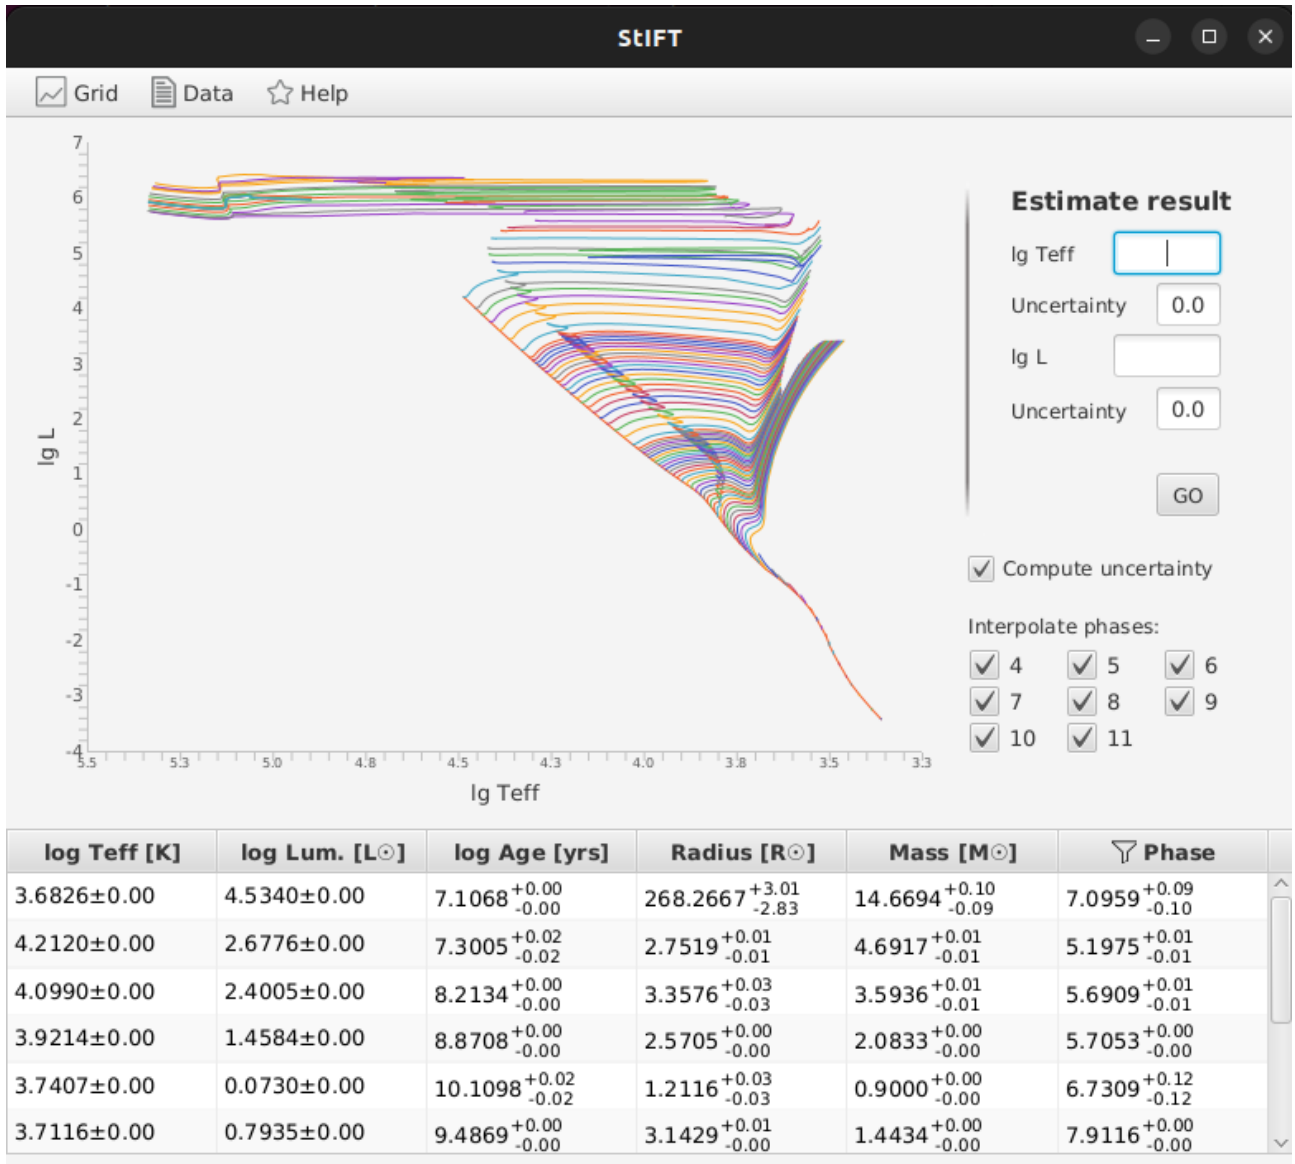 StIFT
Grid Data Help
7
6
5
4
3
2
1
0
-1
-2
-3
-4
lg L
5.5 5.3 5.0 4.8 4.5 4.3 4.0 3.8 3.5 3.3
lg Teff
Estimate result
lg Teff
Uncertainty 0.0
lg L
Uncertainty 0.0
GO
Compute uncertainty
Interpolate phases:
4 5 6
7 8 9
10 11
log Teff [K] log Lum. [L☉] log Age [yrs] Radius [R☉] Mass [M☉] Phase
3.6826±0.00 4.5340±0.00 7.1068 +0.00 -0.00 268.2667 +3.01 -2.83 14.6694 +0.10 -0.09 7.0959 +0.09 -0.10
4.2120±0.00 2.6776±0.00 7.3005 +0.02 -0.02 2.7519 +0.01 -0.01 4.6917 +0.01 -0.01 5.1975 +0.01 -0.01
4.0990±0.00 2.4005±0.00 8.2134 +0.00 -0.00 3.3576 +0.03 -0.03 3.5936 +0.01 -0.01 5.6909 +0.01 -0.01
3.9214±0.00 1.4584±0.00 8.8708 +0.00 -0.00 2.5705 +0.00 -0.00 2.0833 +0.00 -0.00 5.7053 +0.00 -0.00
3.7407±0.00 0.0730±0.00 10.1098 +0.02 -0.02 1.2116 +0.03 -0.03 0.9000 +0.00 -0.00 6.7309 +0.12 -0.12
3.7116±0.00 0.7935±0.00 9.4869 +0.00 -0.00 3.1429 +0.01 -0.00 1.4434 +0.00 -0.00 7.9116 +0.00 -0.00